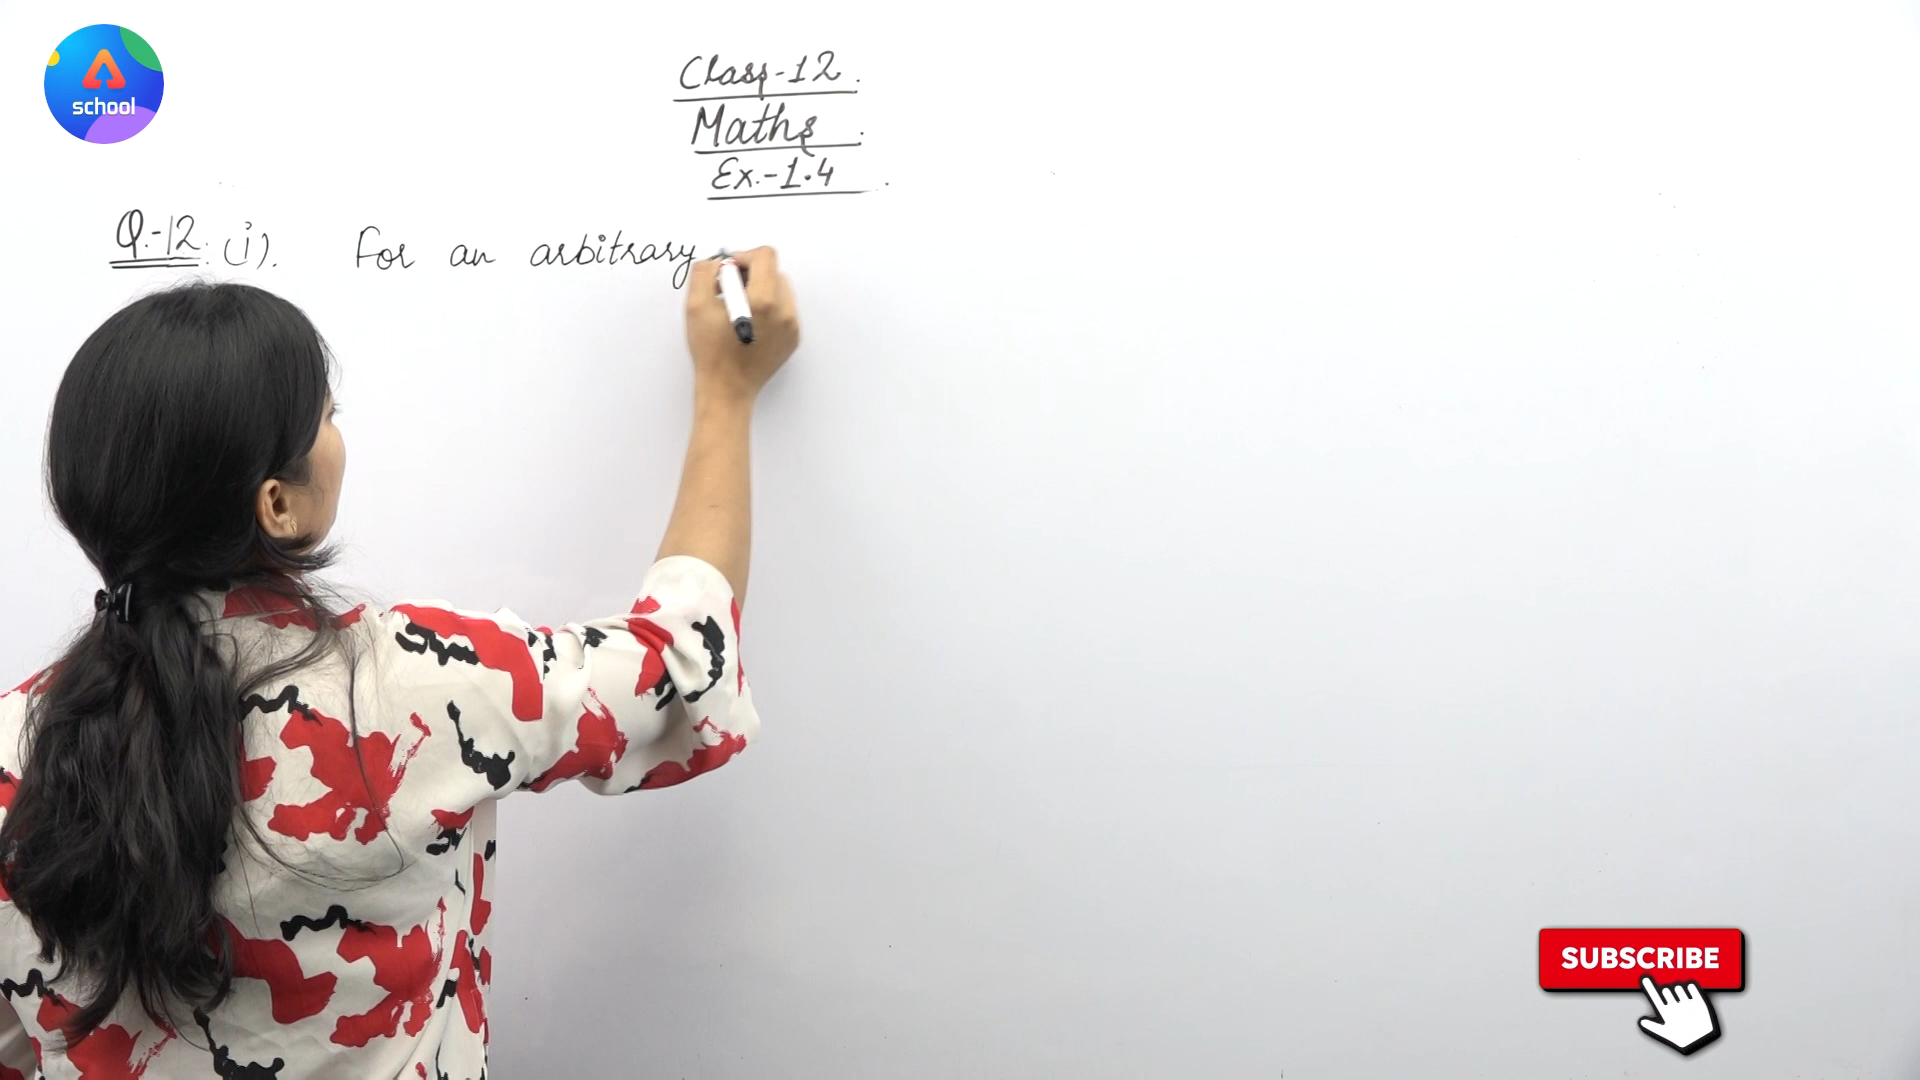 school
Class-12.
Maths.
Ex.-1.4.
Q.-12. (i). For an arbitrary
SUBSCRIBE